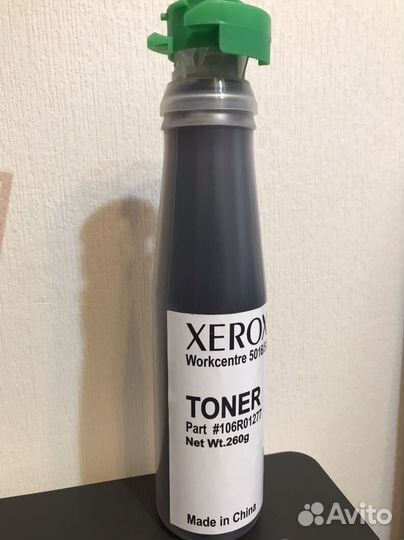 XEROX
Workcentre 5016
TONER
Part #106R01277
Net Wt.260g
Made in China
Avito